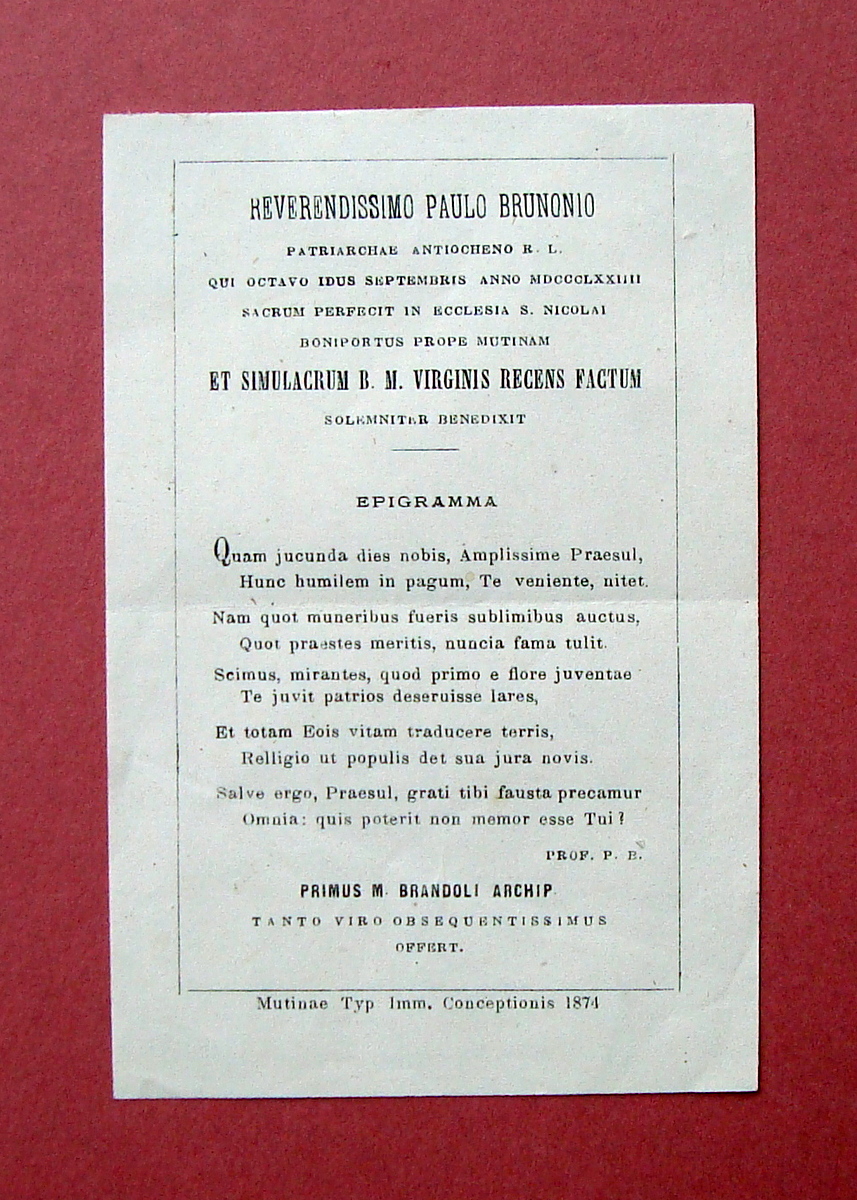 REVERENDISSIMO PAULO BRUNONIO
PATRIARCHAE ANTIOCHENO R. L.
QUI OCTAVO IDUS SEPTEMBRIS ANNO MDCCCLXXIIII
SACRUM PERFECIT IN ECCLESIA S. NICOLAI
BONIPORTUS PROPE MUTINAM
ET SIMULACRUM B. M. VIRGINIS RECENS FACTUM
SOLEMNITER BENEDIXIT
EPIGRAMMA
Quam jucunda dies nobis, Amplissime Praesul,
Hunc humilem in pagum, Te veniente, nitet.
Nam quot muneribus fueris sublimibus auctus,
Quot praestes meritis, nuncia fama tulit.
Scimus, mirantes, quod primo e flore juventae
Te juvit patrios deseruisse lares,
Et totam Eois vitam traducere terris,
Relligio ut populis det sua jura novis.
Salve ergo, Praesul, grati tibi fausta precamur
Omnia: quis poterit non memor esse Tui?
PROF. P. B.
PRIMUS M. BRANDOLI ARCHIP.
TANTO VIRO OBSEQUENTISSIMUS
OFFERT.
Mutinae Typ Imm. Conceptionis 1874